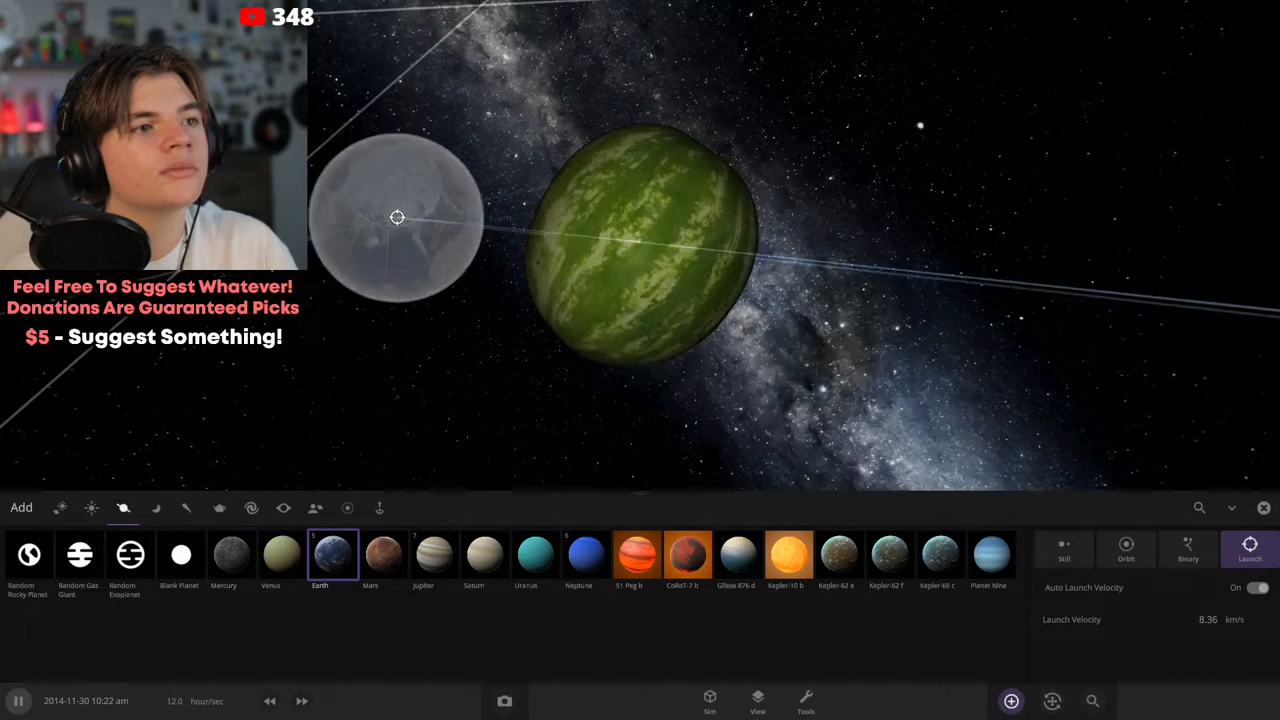 348
Feel Free To Suggest Whatever!
Donations Are Guaranteed Picks
$5 - Suggest Something!
Add
5
7
6
Random Rocky Planet
Random Gas Giant
Random Exoplanet
Blank Planet
Mercury
Venus
Earth
Mars
Jupiter
Saturn
Uranus
Neptune
51 Peg b
CoRoT-7 b
Gliese 876 d
Kepler-10 b
Kepler-62 e
Kepler-62 f
Kepler-69 c
Planet Nine
Still
Orbit
Binary
Launch
Auto Launch Velocity On
Launch Velocity 8.36 km/s
2014-11-30 10:22 am
12.0 hour/sec
Sim
View
Tools